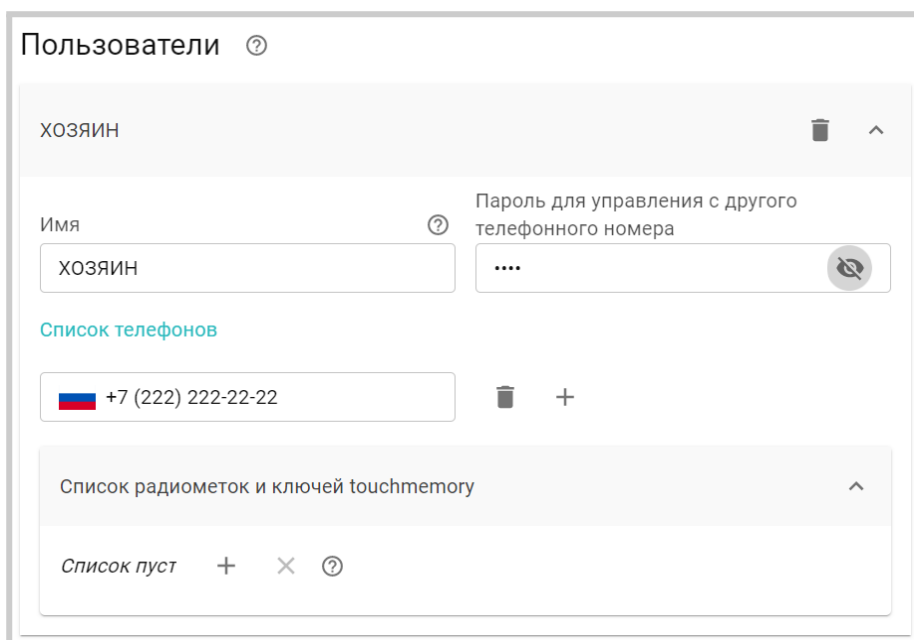 Пользователи
ХОЗЯИН
Имя
Пароль для управления с другого
телефонного номера
ХОЗЯИН
••••
Список телефонов
+7 (222) 222-22-22
Список радиометок и ключей touchmemory
Список пуст